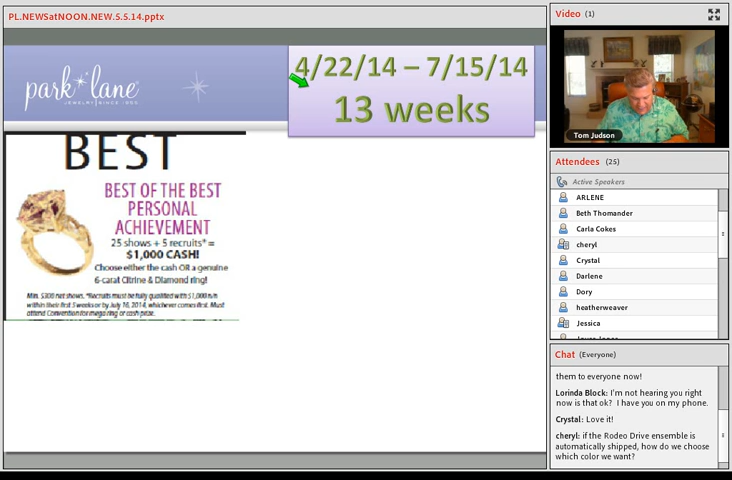 PL.NEWSatNOON.NEW.5.5.14.pptx
park lane
JEWELRY | SINCE 1955
4/22/14 – 7/15/14
13 weeks
BEST
BEST OF THE BEST
PERSONAL
ACHIEVEMENT
25 shows + 5 recruits* =
$1,000 CASH!
Choose either the cash OR a genuine
6-carat Citrine & Diamond ring!
Min. $300 net shows. *Recruits must be fully qualified with $1,000 n/n
within their first 5 weeks or by July 16, 2014, whichever comes first. Must
attend Convention for mega ring or cash prize.
Video (1)
Tom Judson
Attendees (25)
Active Speakers
ARLENE
Beth Thomander
Carla Cokes
cheryl
Crystal
Darlene
Dory
heatherweaver
Jessica
Chat (Everyone)
them to everyone now!
Lorinda Block: I'm not hearing you right
now is that ok? I have you on my phone.
Crystal: Love it!
cheryl: if the Rodeo Drive ensemble is
automatically shipped, how do we choose
which color we want?